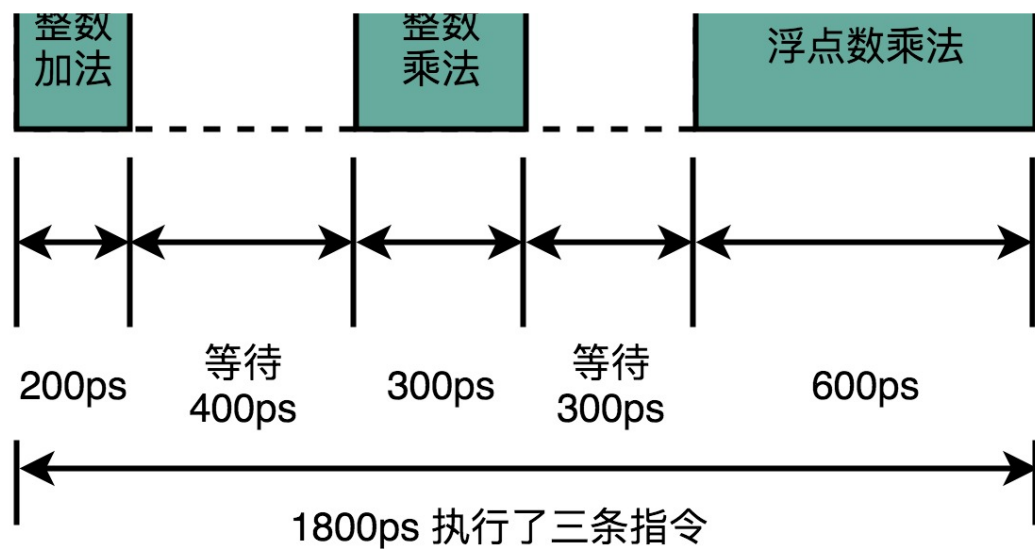 整数
加法
整数
乘法
浮点数乘法
200ps
等待
400ps
300ps
等待
300ps
600ps
1800ps 执行了三条指令